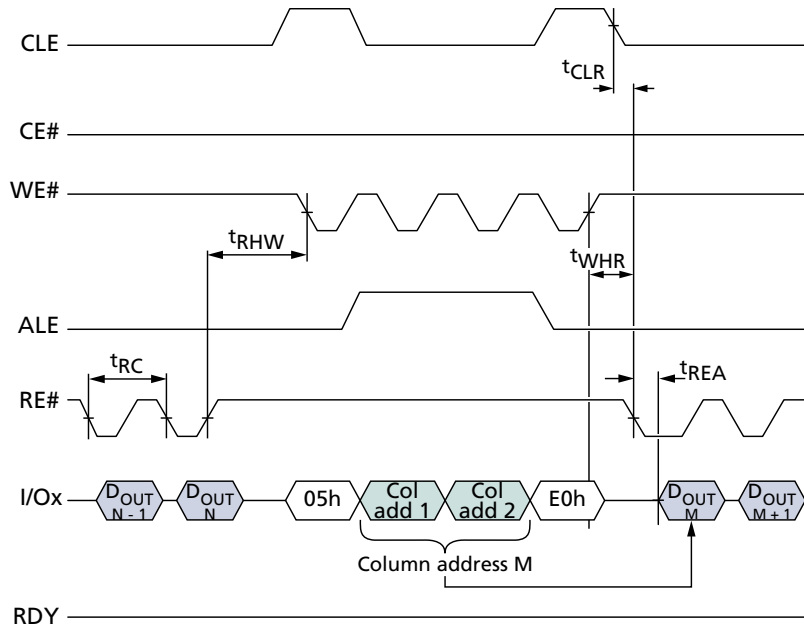 CLE
tCLR
CE#
WE#
tRHW
tWHR
ALE
tRC
tREA
RE#
I/Ox
DOUT
N - 1
DOUT
N
05h
Col
add 1
Col
add 2
E0h
DOUT
M
DOUT
M + 1
Column address M
RDY